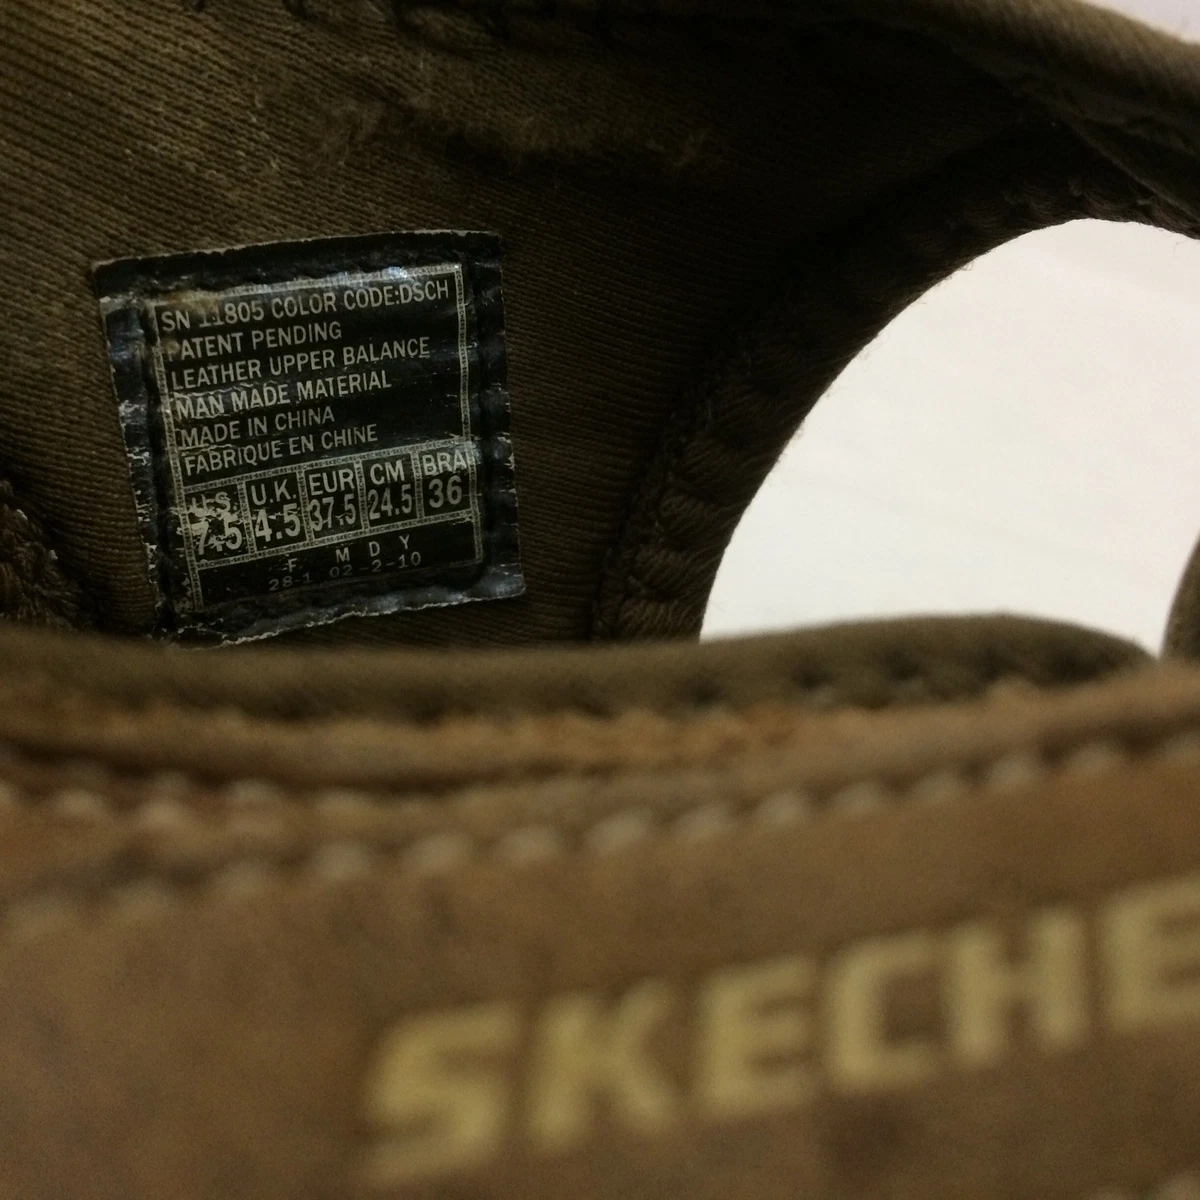 SN 11805 COLOR CODE:DSCH
PATENT PENDING
LEATHER UPPER BALANCE
MAN MADE MATERIAL
MADE IN CHINA
FABRIQUE EN CHINE
U.S. U.K. EUR CM BRA
7.5 4.5 37.5 24.5 36
F M D Y
28-1 02-2-10
SKECHE